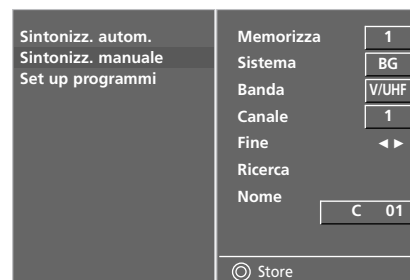 Sintonizz. autom.
Sintonizz. manuale
Set up programmi
Memorizza 1
Sistema BG
Banda V/UHF
Canale 1
Fine ◄ ►
Ricerca
Nome
C 01
Store